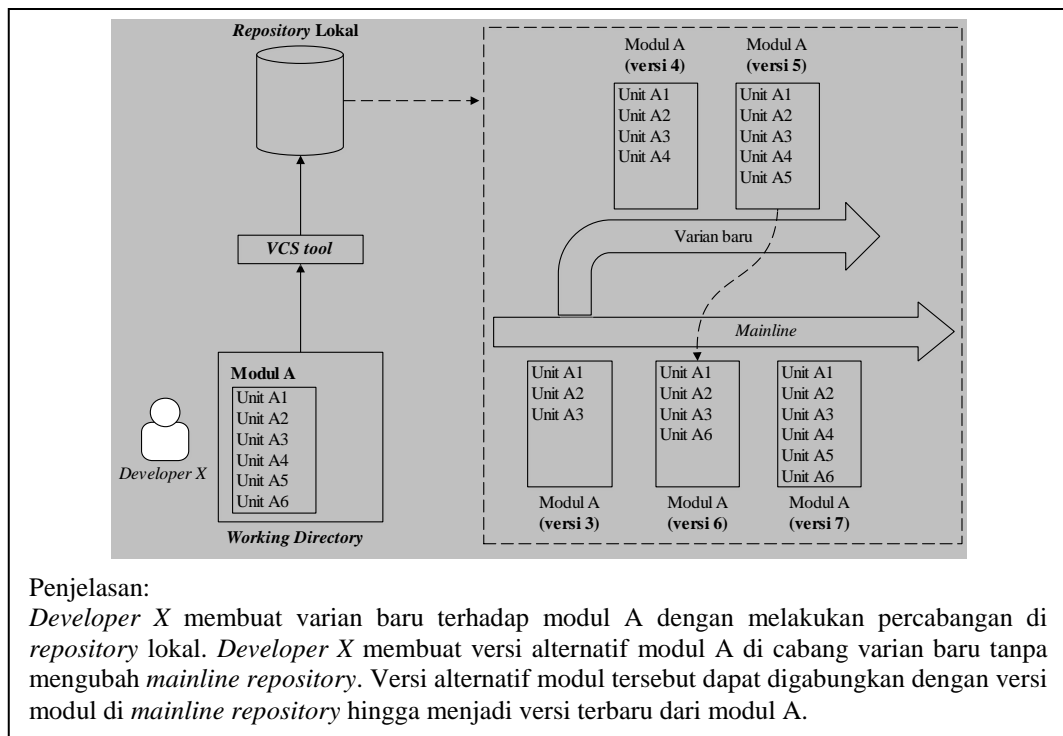 Repository Lokal
VCS tool
Modul A
Unit A1
Unit A2
Unit A3
Unit A4
Unit A5
Unit A6
Developer X
Working Directory
Modul A
(versi 4)
Unit A1
Unit A2
Unit A3
Unit A4
Modul A
(versi 5)
Unit A1
Unit A2
Unit A3
Unit A4
Unit A5
Varian baru
Mainline
Unit A1
Unit A2
Unit A3
Modul A
(versi 3)
Unit A1
Unit A2
Unit A3
Unit A6
Modul A
(versi 6)
Unit A1
Unit A2
Unit A3
Unit A4
Unit A5
Unit A6
Modul A
(versi 7)
Penjelasan:
Developer X membuat varian baru terhadap modul A dengan melakukan percabangan di
repository lokal. Developer X membuat versi alternatif modul A di cabang varian baru tanpa
mengubah mainline repository. Versi alternatif modul tersebut dapat digabungkan dengan versi
modul di mainline repository hingga menjadi versi terbaru dari modul A.